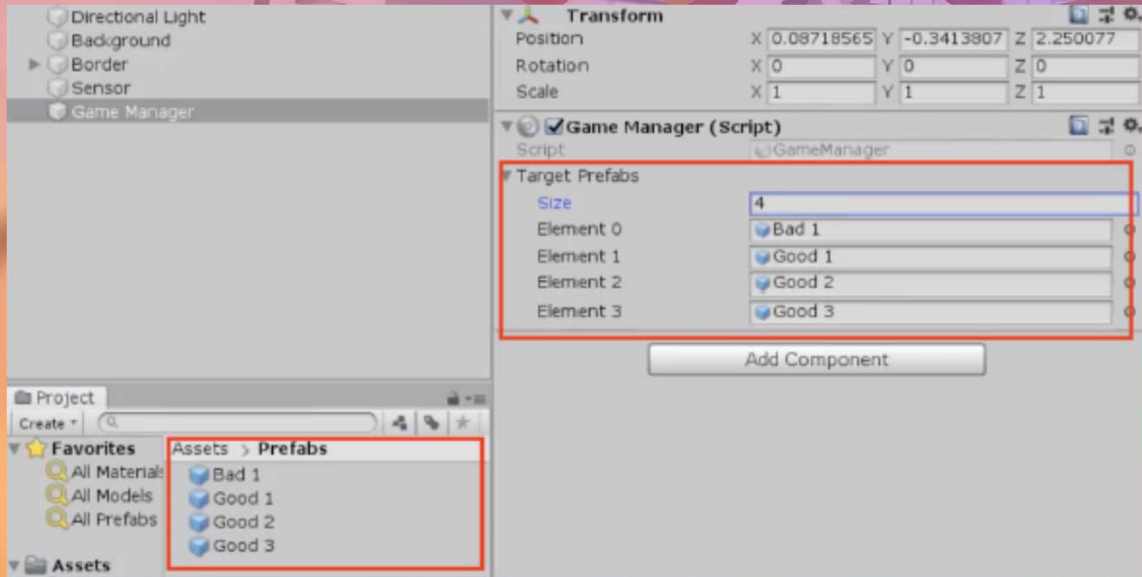 Directional Light
Background
Border
Sensor
Game Manager
Transform
Position X 0.08718565 Y -0.3413807 Z 2.250077
Rotation X 0 Y 0 Z 0
Scale X 1 Y 1 Z 1
Game Manager (Script)
Script GameManager
Target Prefabs
Size 4
Element 0 Bad 1
Element 1 Good 1
Element 2 Good 2
Element 3 Good 3
Add Component
Project
Create
Favorites
All Materials
All Models
All Prefabs
Assets
Assets > Prefabs
Bad 1
Good 1
Good 2
Good 3